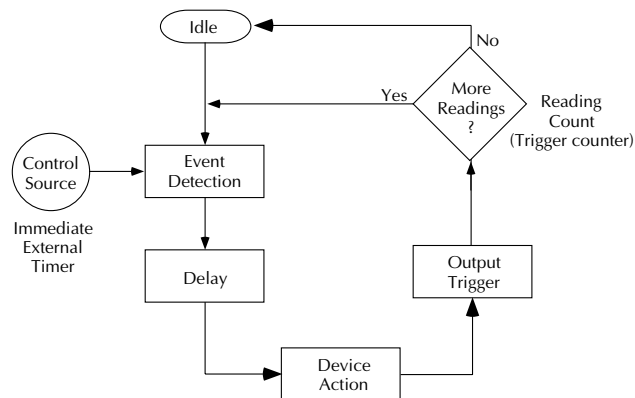 Idle
No
Yes
More
Readings
?
Reading
Count
(Trigger counter)
Control
Source
Event
Detection
Immediate
External
Timer
Delay
Output
Trigger
Device
Action